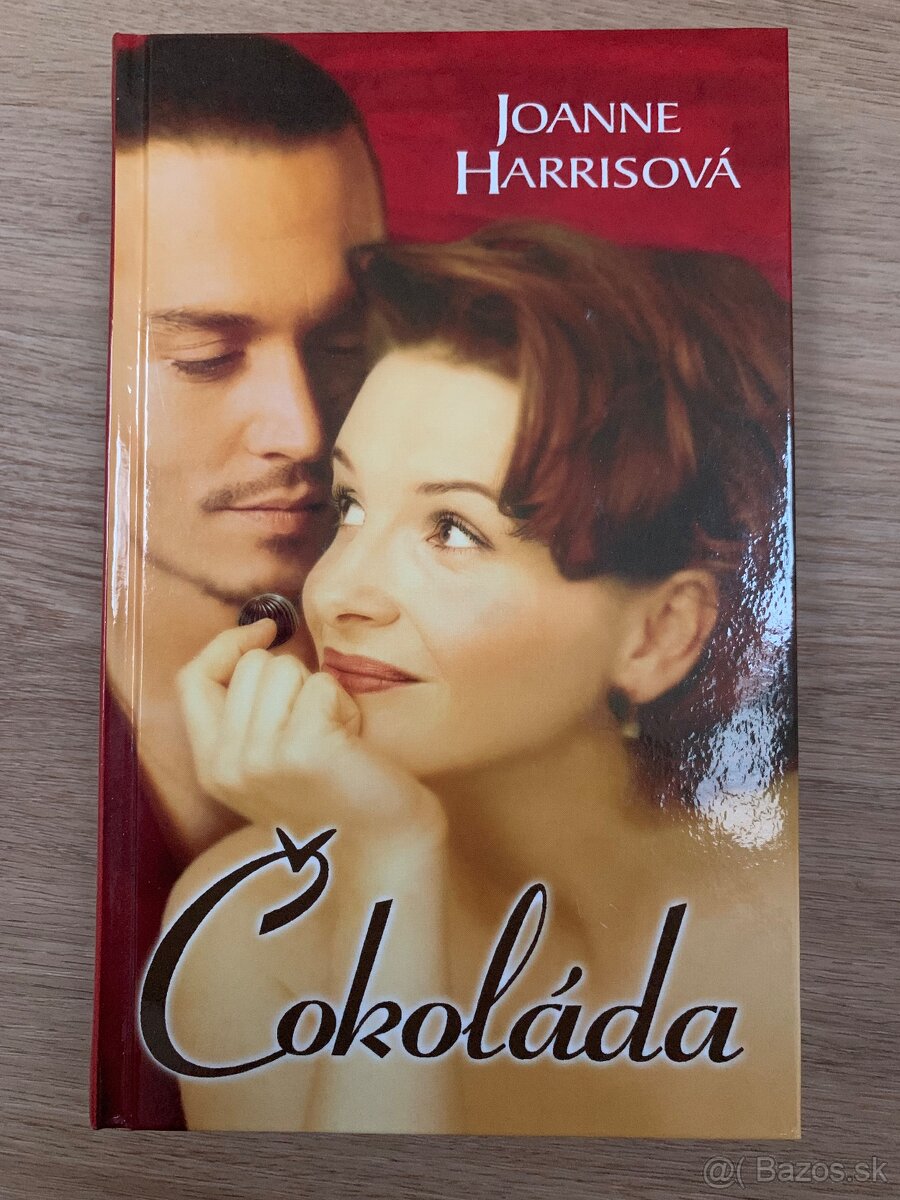 JOANNE
HARRISOVÁ
Čokoláda
@( Bazos.sk